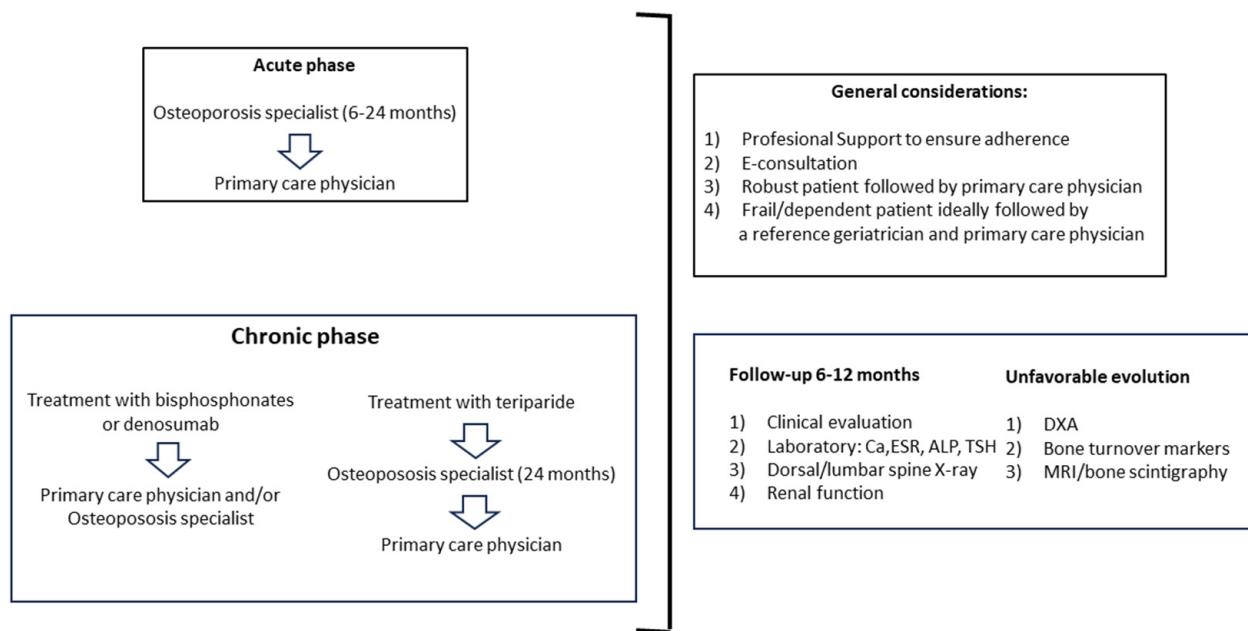 Acute phase
Osteoporosis specialist (6-24 months)
Primary care physician
Chronic phase
Treatment with bisphosphonates
or denosumab
Primary care physician and/or
Osteopososis specialist
Treatment with teriparide
Osteopososis specialist (24 months)
Primary care physician
General considerations:
1) Profesional Support to ensure adherence
2) E-consultation
3) Robust patient followed by primary care physician
4) Frail/dependent patient ideally followed by
a reference geriatrician and primary care physician
Follow-up 6-12 months
1) Clinical evaluation
2) Laboratory: Ca,ESR, ALP, TSH
3) Dorsal/lumbar spine X-ray
4) Renal function
Unfavorable evolution
1) DXA
2) Bone turnover markers
3) MRI/bone scintigraphy